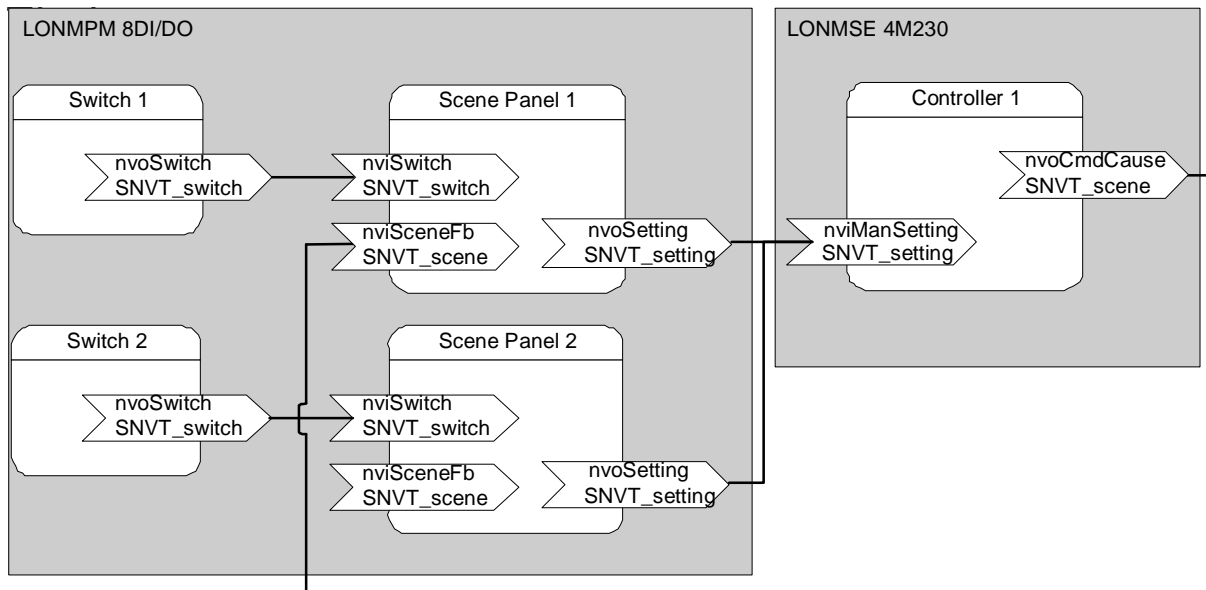 LONMPM 8DI/DO
LONMSE 4M230
Switch 1
Scene Panel 1
Controller 1
nvoSwitch
SNVT_switch
nviSwitch
SNVT_switch
nvoCmdCause
SNVT_scene
nviSceneFb
SNVT_scene
nvoSetting
SNVT_setting
nviManSetting
SNVT_setting
Switch 2
Scene Panel 2
nvoSwitch
SNVT_switch
nviSwitch
SNVT_switch
nviSceneFb
SNVT_scene
nvoSetting
SNVT_setting